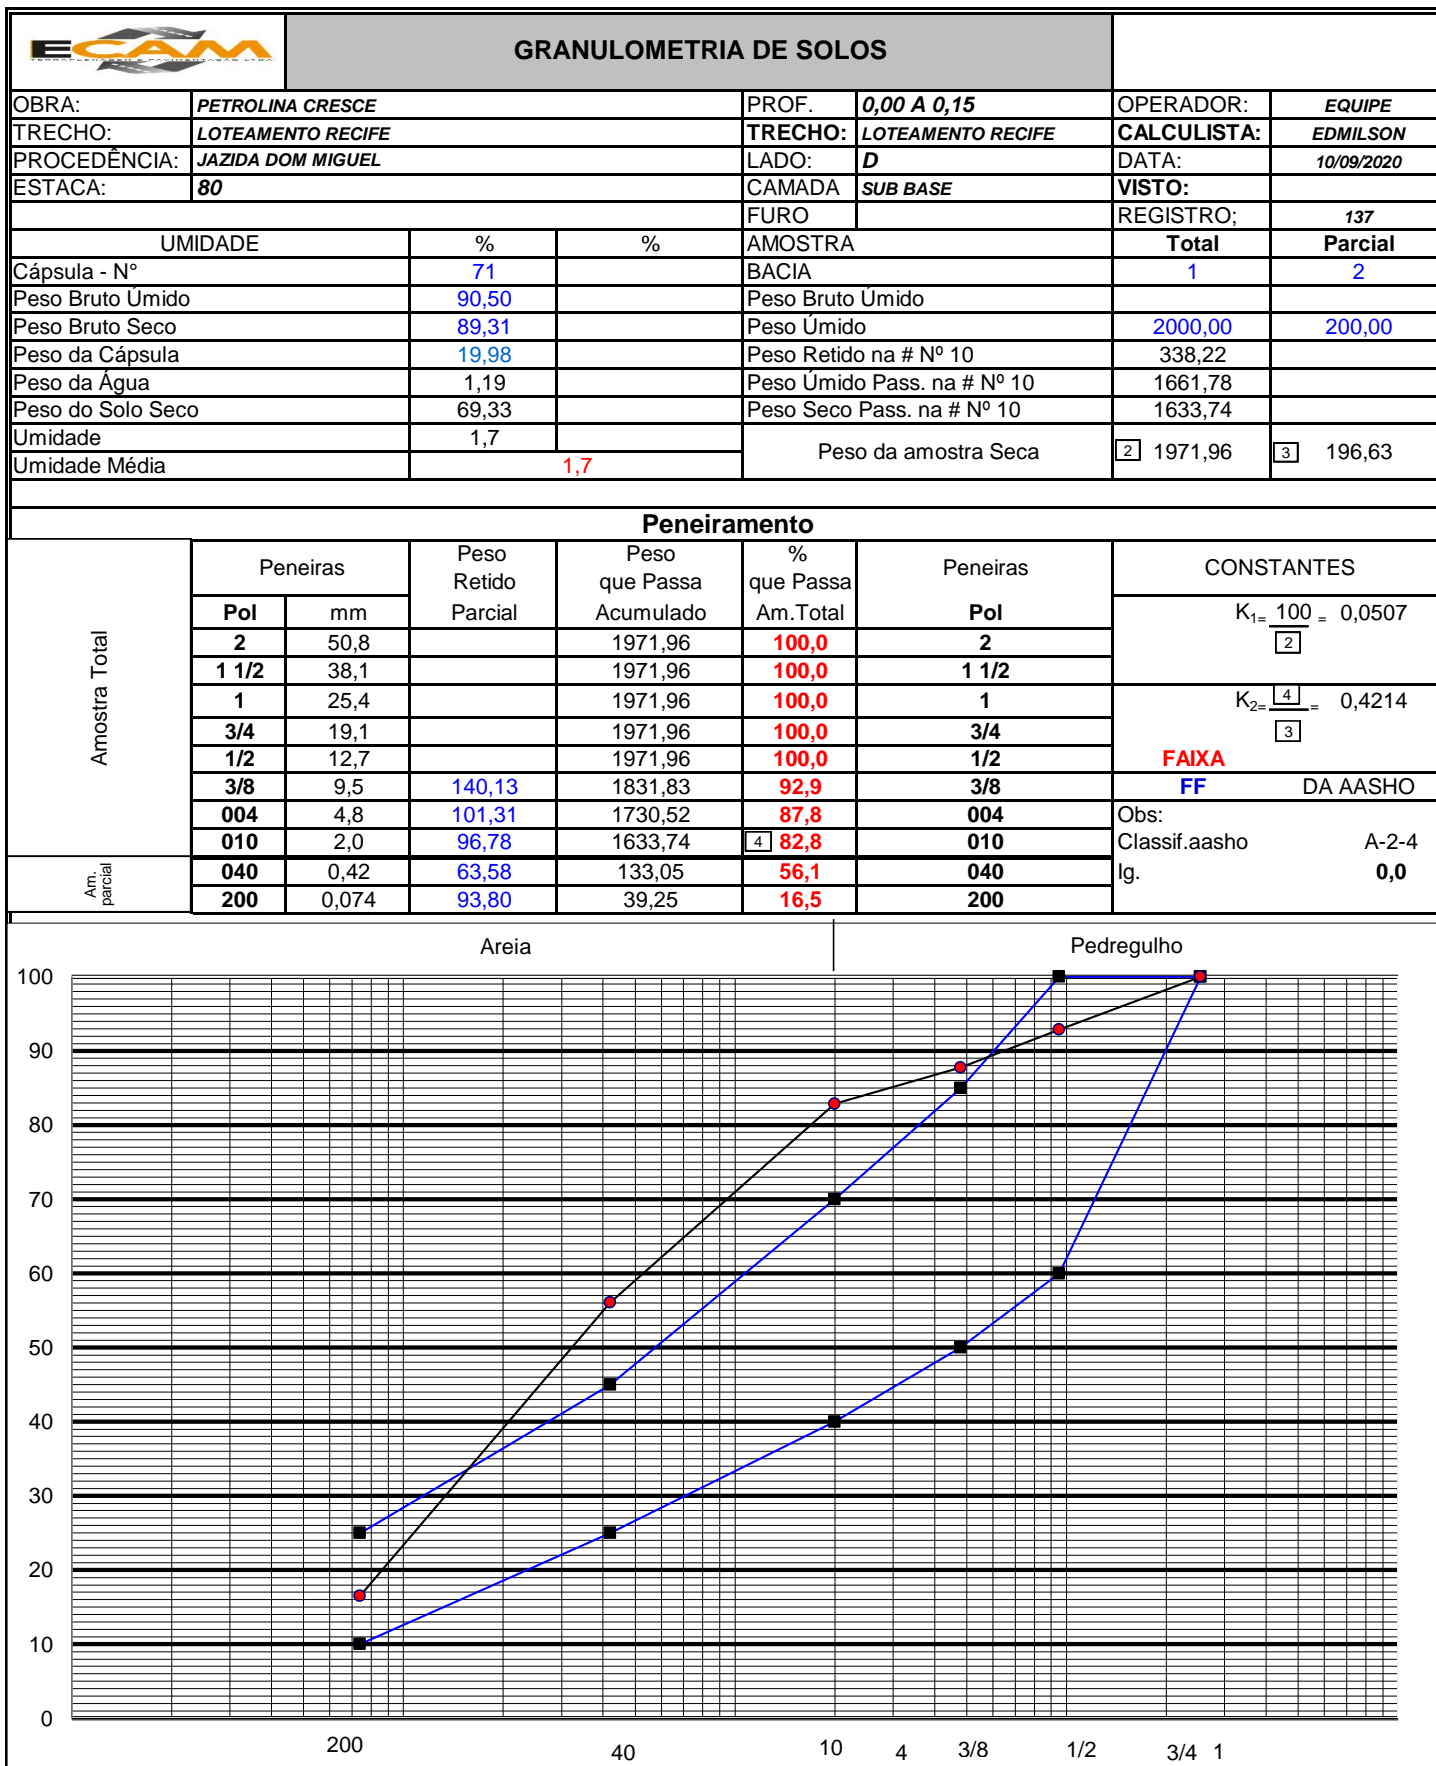 ECAM
TERRAPLENAGEM E PAVIMENTAÇÃO LTDA.
GRANULOMETRIA DE SOLOS
OBRA: PETROLINA CRESCE PROF. 0,00 A 0,15 OPERADOR: EQUIPE
TRECHO: LOTEAMENTO RECIFE TRECHO: LOTEAMENTO RECIFE CALCULISTA: EDMILSON
PROCEDÊNCIA: JAZIDA DOM MIGUEL LADO: D DATA: 10/09/2020
ESTACA: 80 CAMADA SUB BASE VISTO:
FURO REGISTRO; 137
UMIDADE % % AMOSTRA Total Parcial
Cápsula - N° 71 BACIA 1 2
Peso Bruto Úmido 90,50 Peso Bruto Úmido
Peso Bruto Seco 89,31 Peso Úmido 2000,00 200,00
Peso da Cápsula 19,98 Peso Retido na # Nº 10 338,22
Peso da Água 1,19 Peso Úmido Pass. na # Nº 10 1661,78
Peso do Solo Seco 69,33 Peso Seco Pass. na # Nº 10 1633,74
Umidade 1,7 Peso da amostra Seca 2 1971,96 3 196,63
Umidade Média 1,7
Peneiramento
Amostra Total
Peneiras Peso Retido Peso que Passa % que Passa Peneiras CONSTANTES
Pol mm Parcial Acumulado Am.Total Pol K1= 100 = 0,0507
2 50,8 1971,96 100,0 2 2
1 1/2 38,1 1971,96 100,0 1 1/2
1 25,4 1971,96 100,0 1 K2= 4 = 0,4214
3/4 19,1 1971,96 100,0 3/4 3
1/2 12,7 1971,96 100,0 1/2 FAIXA
3/8 9,5 140,13 1831,83 92,9 3/8 FF DA AASHO
004 4,8 101,31 1730,52 87,8 004 Obs:
010 2,0 96,78 1633,74 4 82,8 010 Classif.aasho A-2-4
Am. parcial
040 0,42 63,58 133,05 56,1 040 Ig. 0,0
200 0,074 93,80 39,25 16,5 200
Areia Pedregulho
100
90
80
70
60
50
40
30
20
10
0
200 40 10 4 3/8 1/2 3/4 1